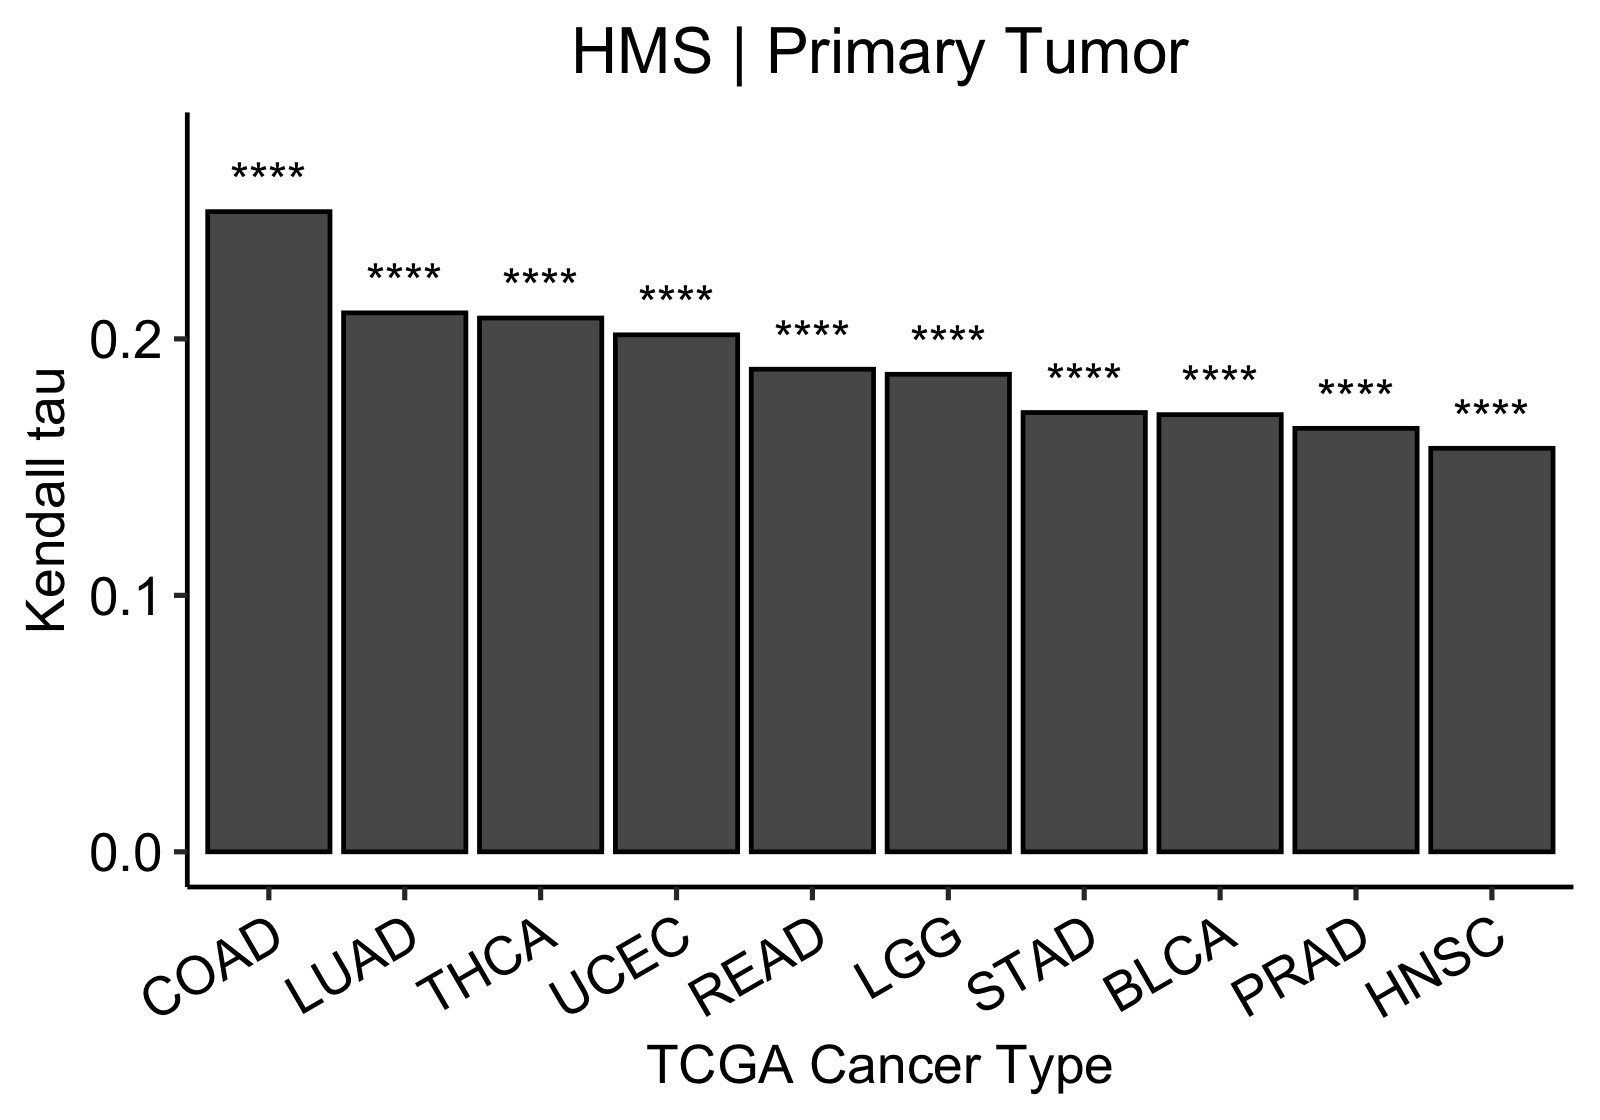 HMS | Primary Tumor
****
****
****
****
****
****
****
****
****
****
Kendall tau
0.2
0.1
0.0
COAD
LUAD
THCA
UCEC
READ
LGG
STAD
BLCA
PRAD
HNSC
TCGA Cancer Type